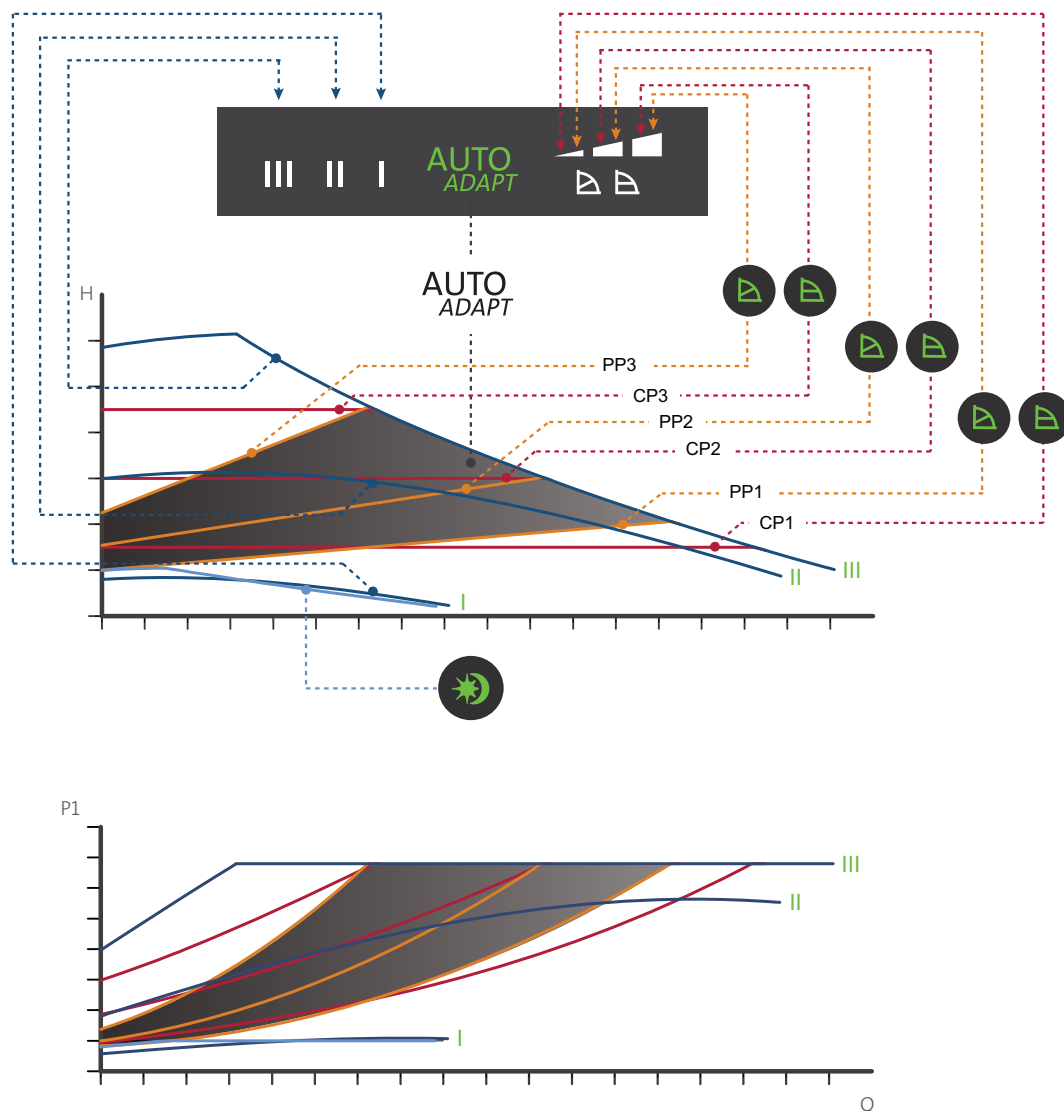 III II I AUTO ADAPT
AUTO ADAPT
H
PP3
CP3
PP2
CP2
PP1
CP1
III
II
I
P1
III
II
I
Q